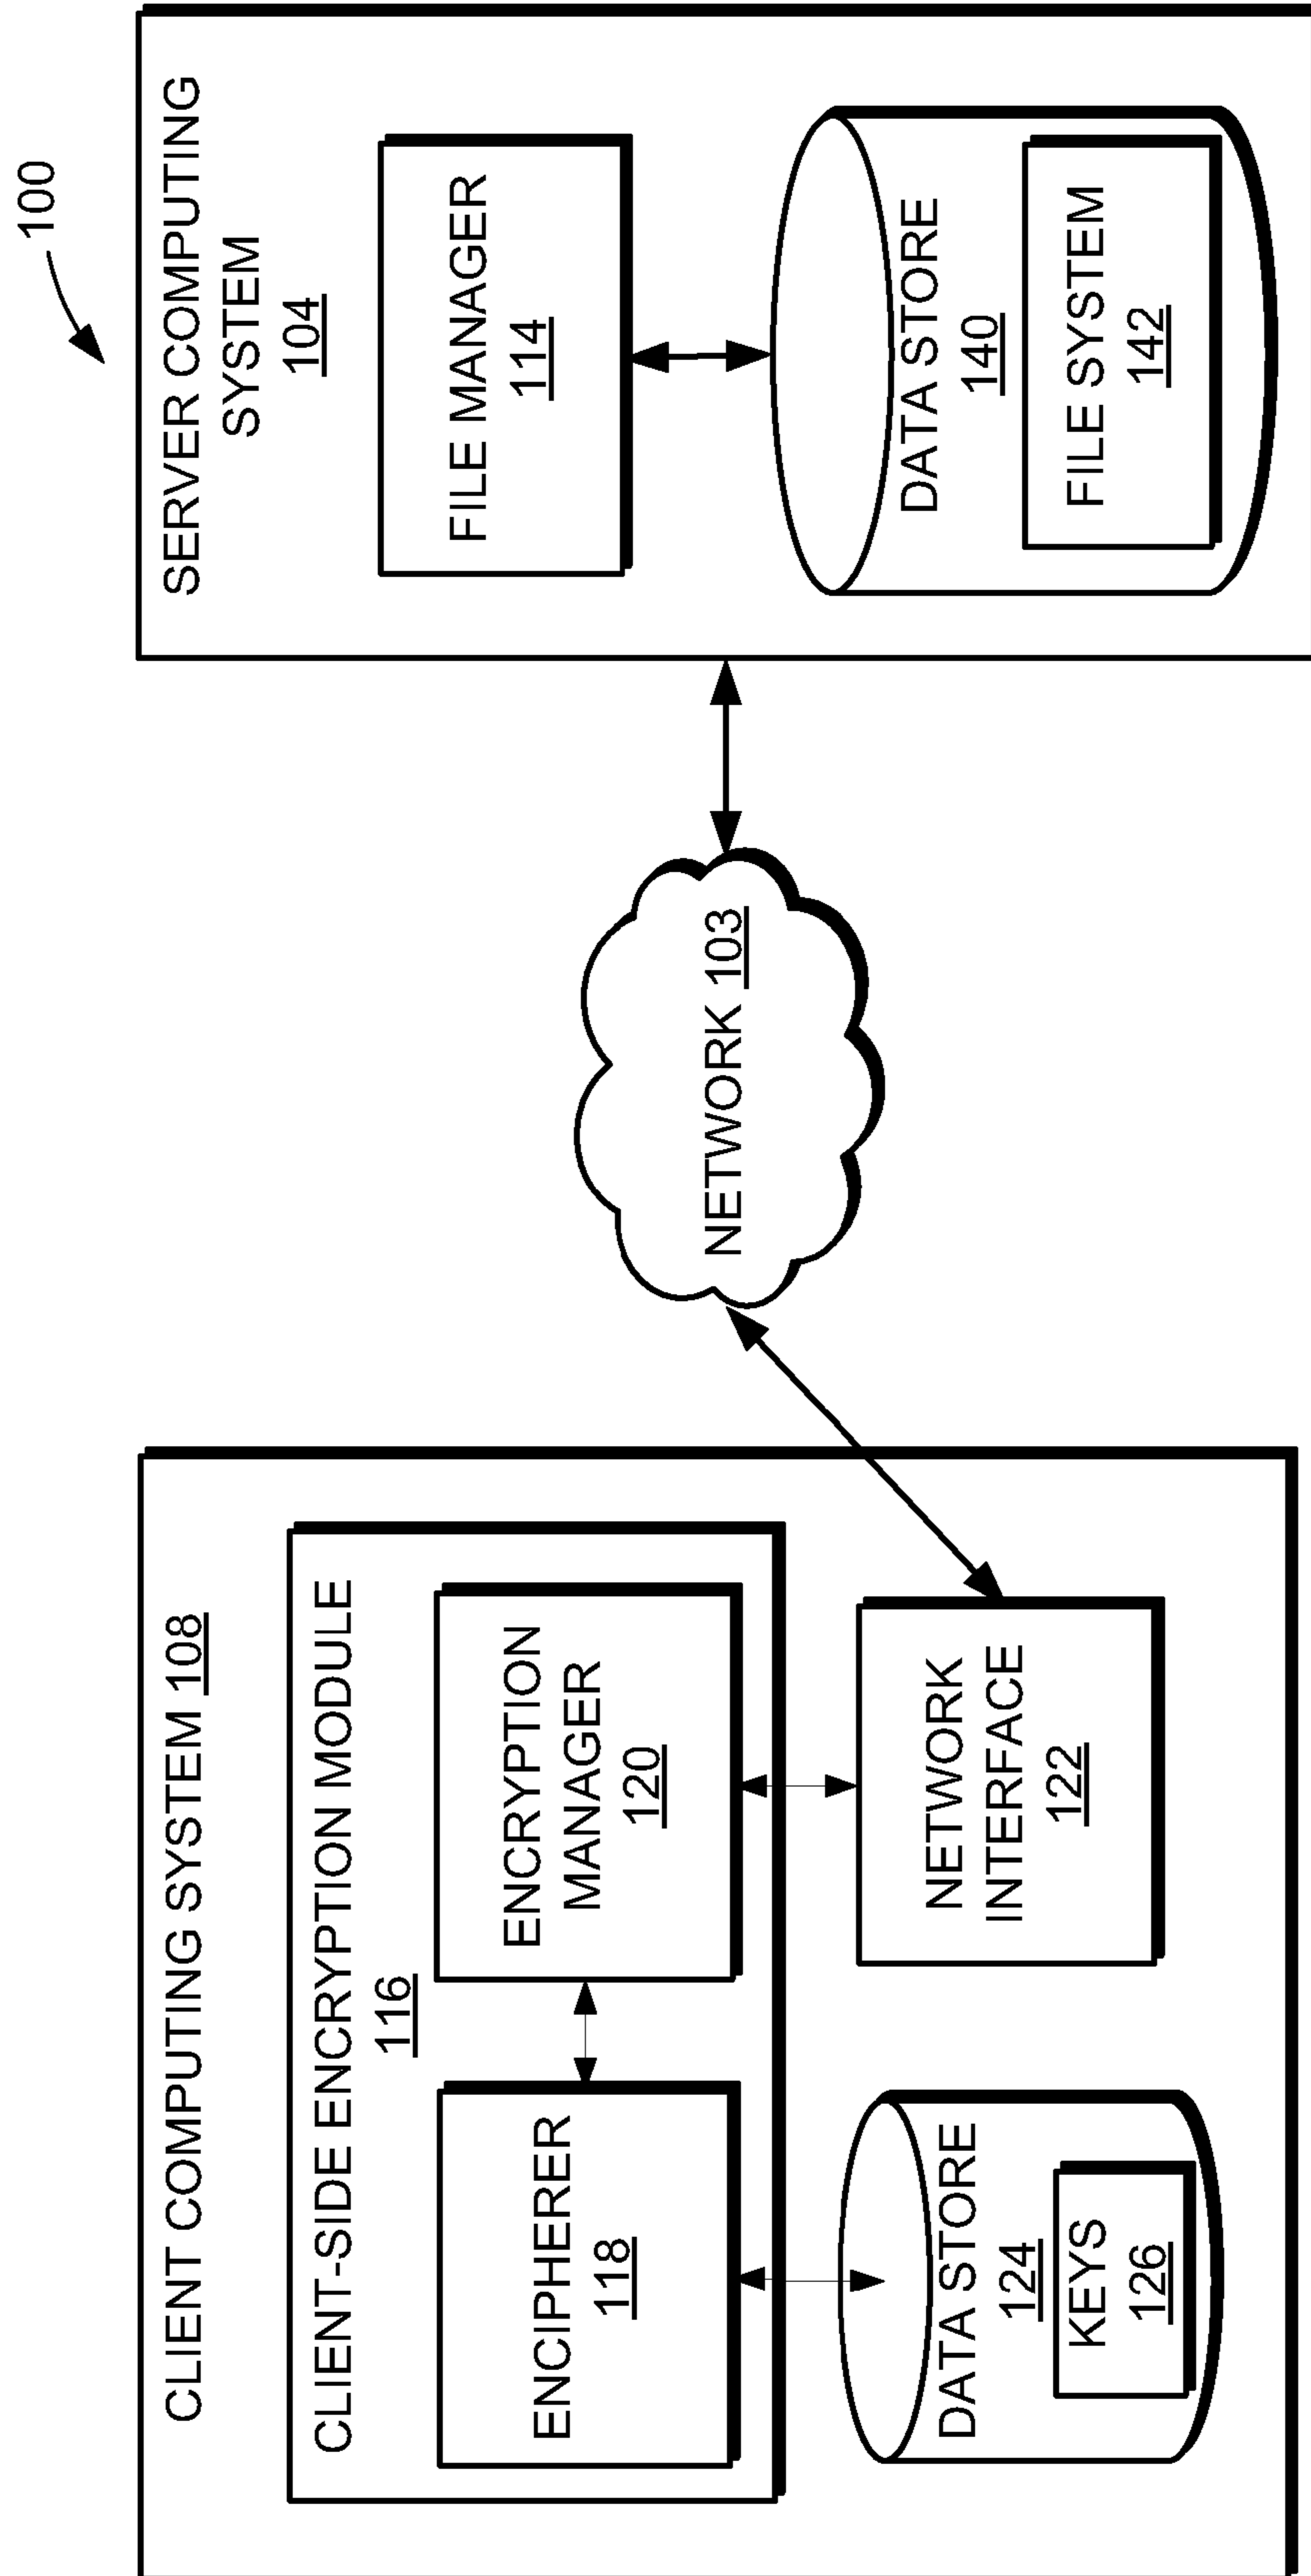 100
CLIENT COMPUTING SYSTEM 108
CLIENT-SIDE ENCRYPTION MODULE
116
ENCIPHERER
118
ENCRYPTION
MANAGER
120
DATA STORE
124
KEYS
126
NETWORK
INTERFACE
122
NETWORK 103
SERVER COMPUTING
SYSTEM
104
FILE MANAGER
114
DATA STORE
140
FILE SYSTEM
142